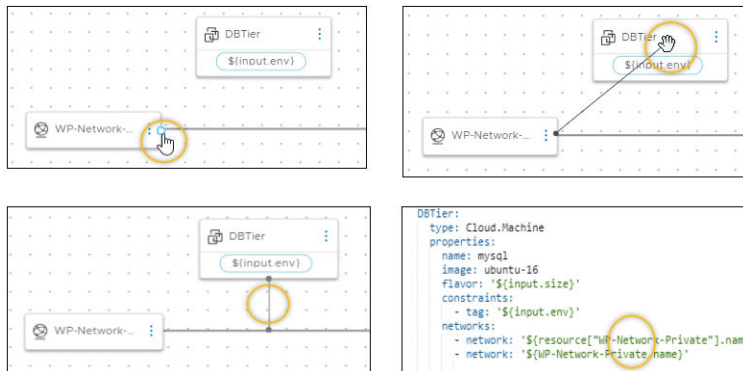 DBTier
${input.env}
WP-Network-...
DBTier
${input.env}
WP-Network-...
DBTier
${input.env}
WP-Network-...
DBTier:
type: Cloud.Machine
properties:
name: mysql
image: ubuntu-16
flavor: '${input.size}'
constraints:
- tag: '${input.env}'
networks:
- network: '${resource["WP-Network-Private"].nam
- network: '${WP-Network-Private.name}'